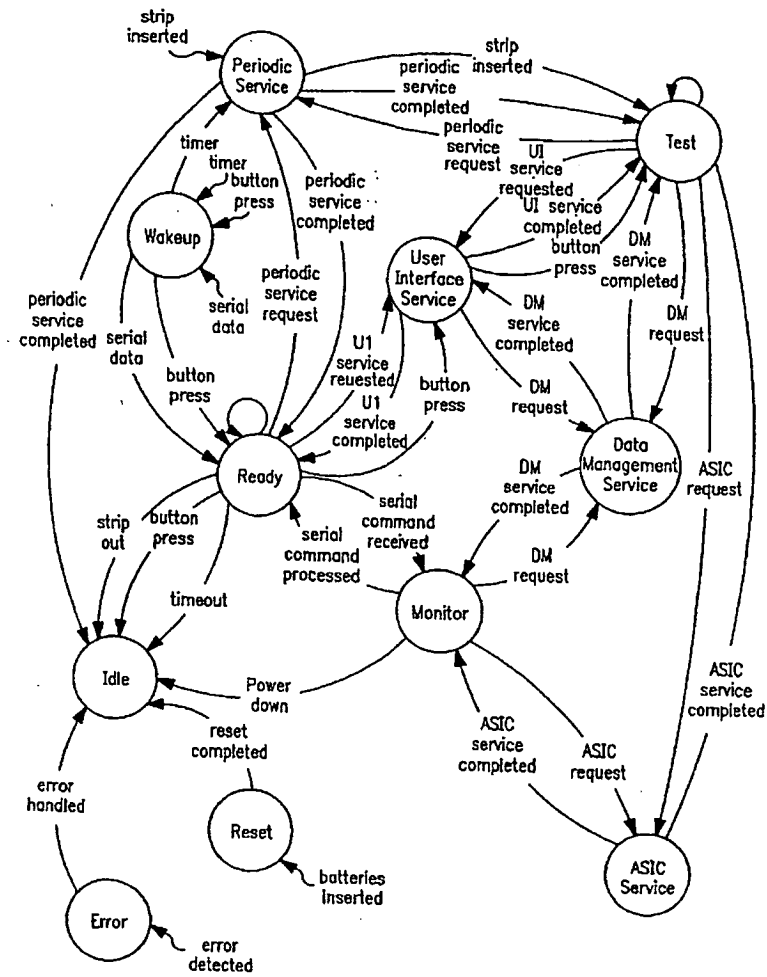 strip
inserted
Periodic
Service
strip
inserted
periodic
service
completed
periodic
service
request
Test
timer
timer
button
press
periodic
service
completed
UI
service
requested
UI service
completed
button
press
Wakeup
User
Interface
Service
DM
service
completed
periodic
service
completed
serial
data
serial
data
periodic
service
request
DM
service
completed
DM
request
U1
service
reuested
button
press
button
press
DM
request
U1
service
completed
Ready
Data
Management
Service
ASIC
request
strip
out
button
press
serial
command
received
serial
command
processed
DM
service
completed
DM
request
timeout
Monitor
Idle
Power
down
ASIC
service
completed
reset
completed
ASIC
service
completed
ASIC
request
error
handled
Reset
batteries
inserted
ASIC
Service
Error
error
detected